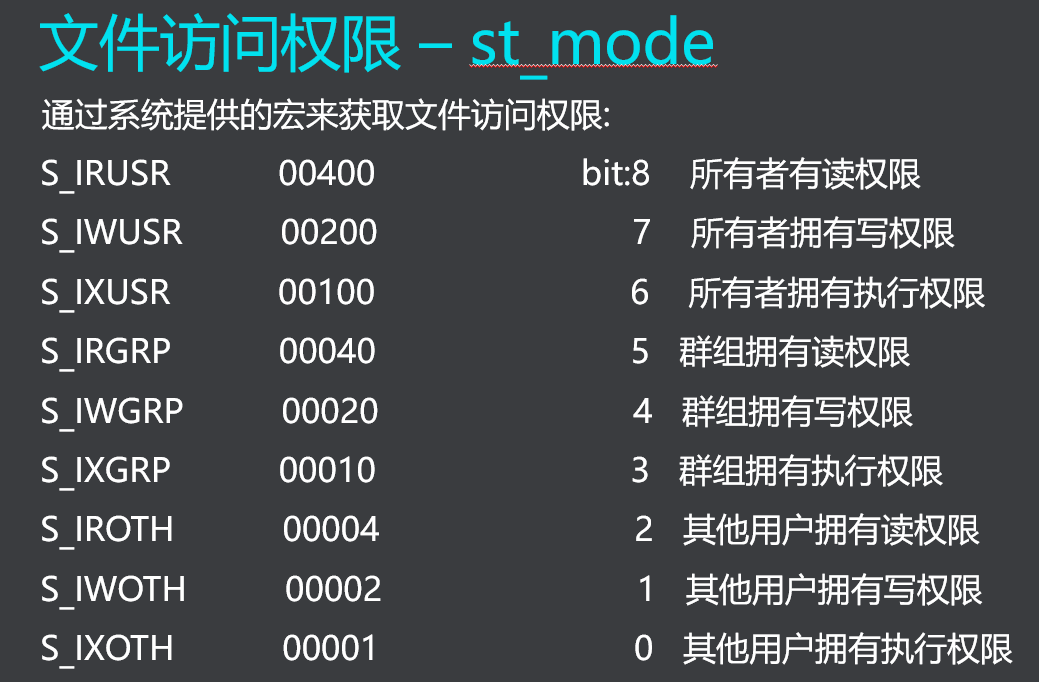 文件访问权限 – st_mode
通过系统提供的宏来获取文件访问权限:
S_IRUSR 00400 bit:8 所有者有读权限
S_IWUSR 00200 7 所有者拥有写权限
S_IXUSR 00100 6 所有者拥有执行权限
S_IRGRP 00040 5 群组拥有读权限
S_IWGRP 00020 4 群组拥有写权限
S_IXGRP 00010 3 群组拥有执行权限
S_IROTH 00004 2 其他用户拥有读权限
S_IWOTH 00002 1 其他用户拥有写权限
S_IXOTH 00001 0 其他用户拥有执行权限